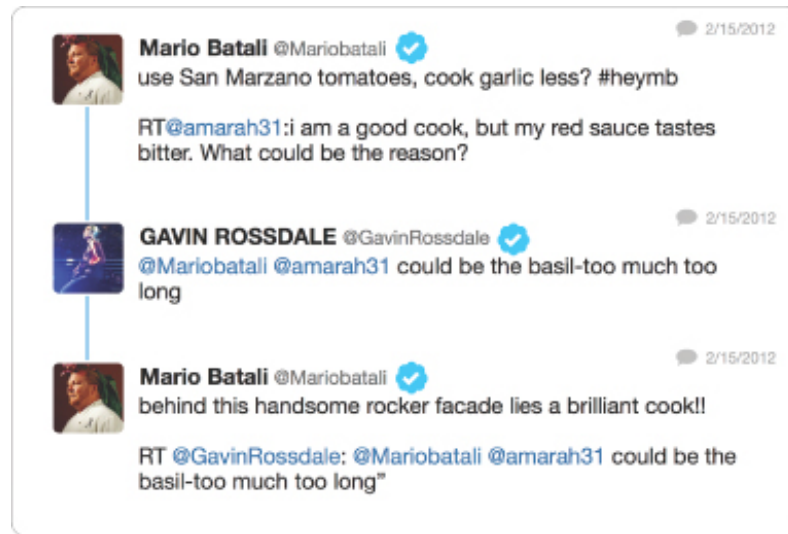 2/15/2012
Mario Batali @Mariobatali
use San Marzano tomatoes, cook garlic less? #heymb
RT@amarah31:i am a good cook, but my red sauce tastes
bitter. What could be the reason?
2/15/2012
GAVIN ROSSDALE @GavinRossdale
@Mariobatali @amarah31 could be the basil-too much too
long
2/15/2012
Mario Batali @Mariobatali
behind this handsome rocker facade lies a brilliant cook!!
RT @GavinRossdale: @Mariobatali @amarah31 could be the
basil-too much too long”